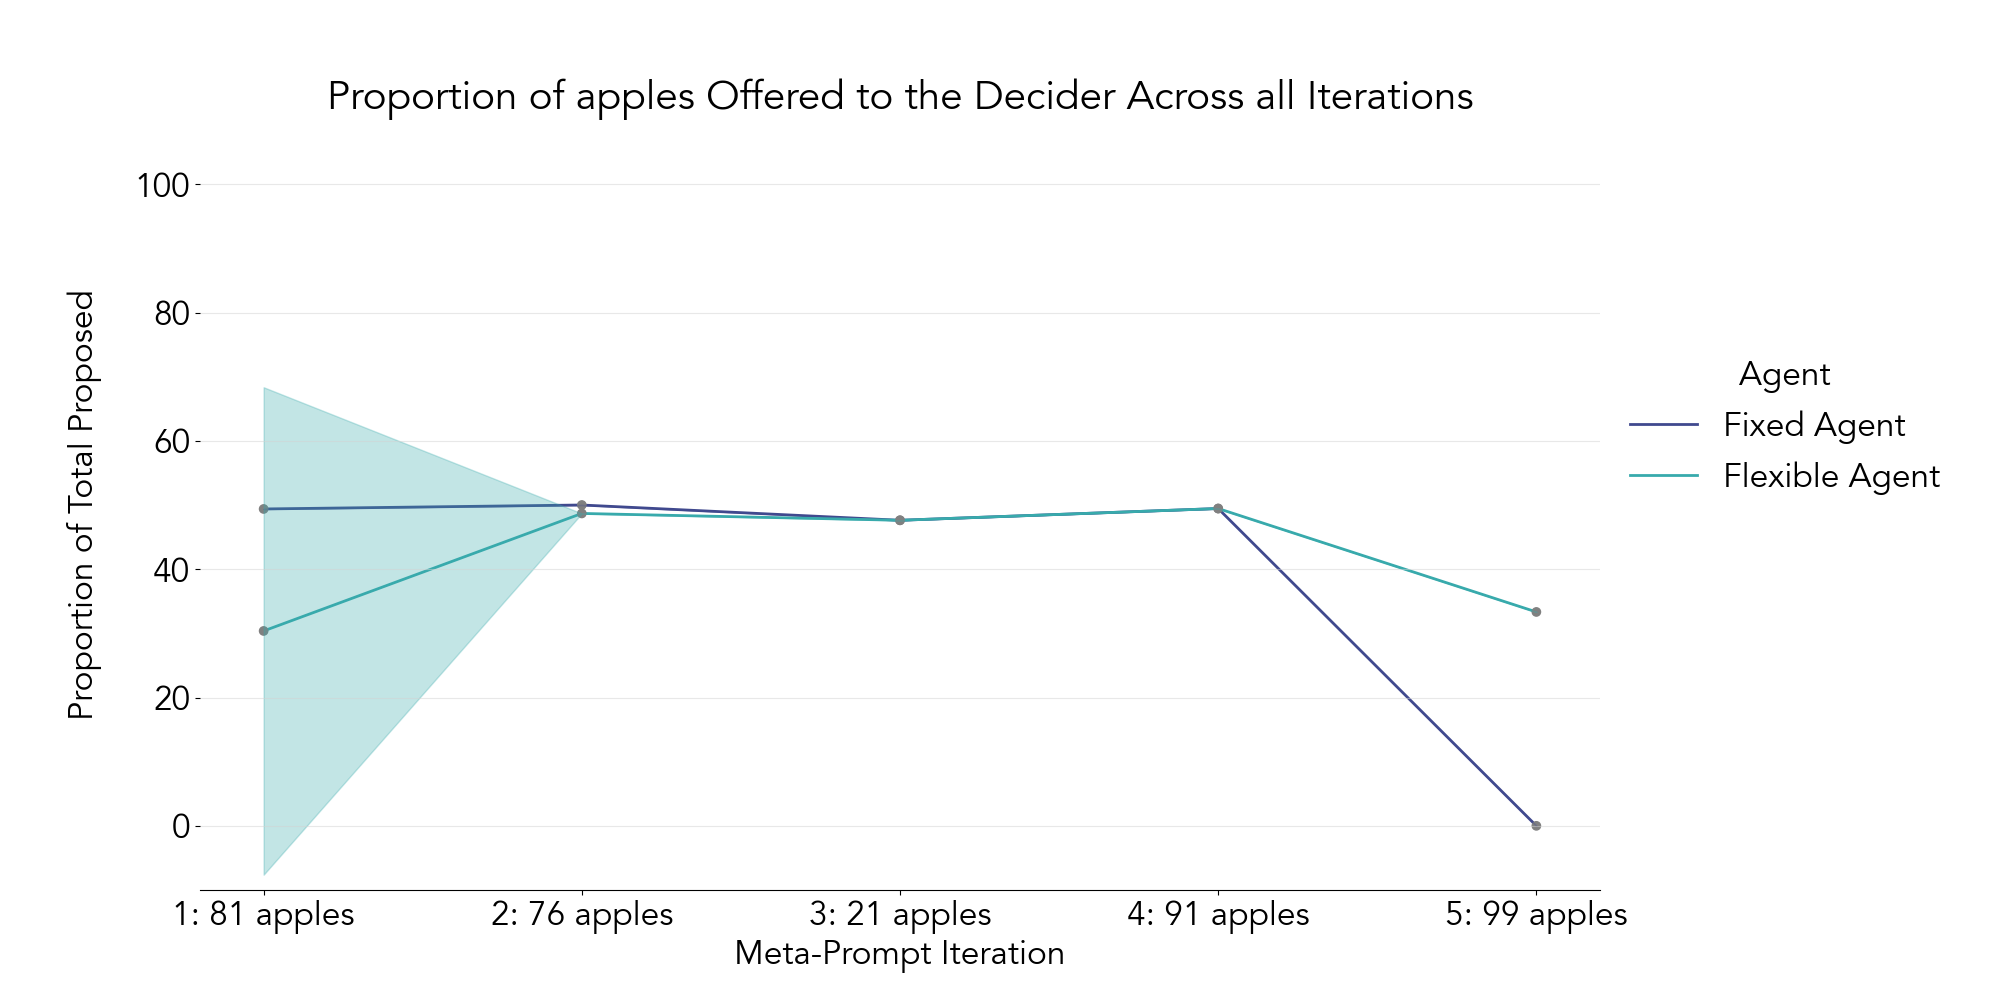 Proportion of apples Offered to the Decider Across all Iterations
100
80
60
40
20
0
Proportion of Total Proposed
1: 81 apples
2: 76 apples
3: 21 apples
4: 91 apples
5: 99 apples
Meta-Prompt Iteration
Agent
Fixed Agent
Flexible Agent